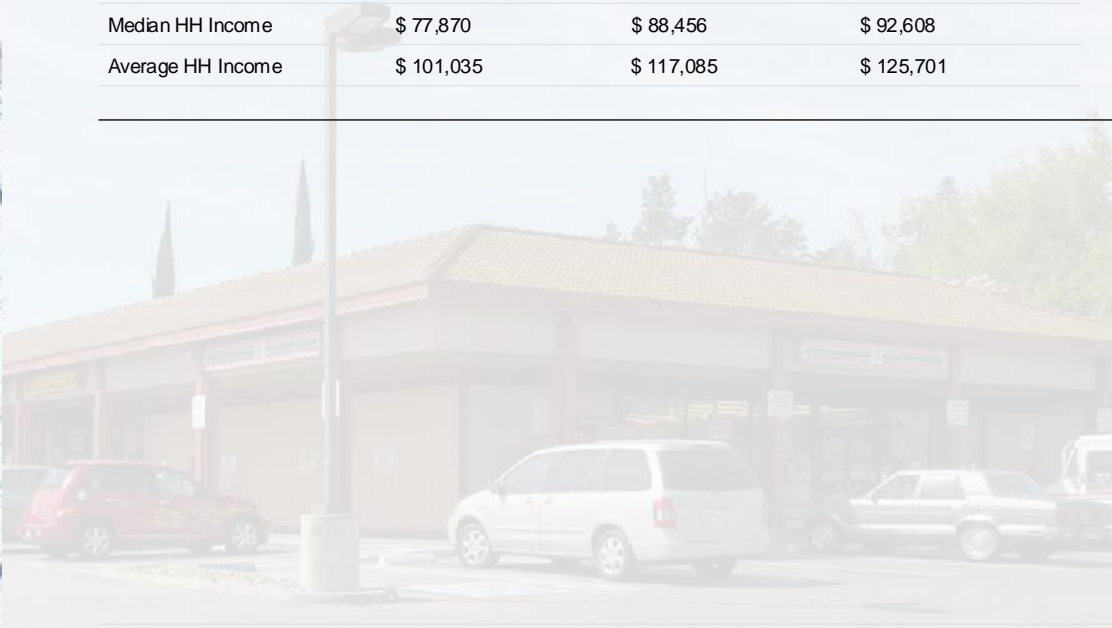 Median HH Income $ 77,870 $ 88,456 $ 92,608
Average HH Income $ 101,035 $ 117,085 $ 125,701